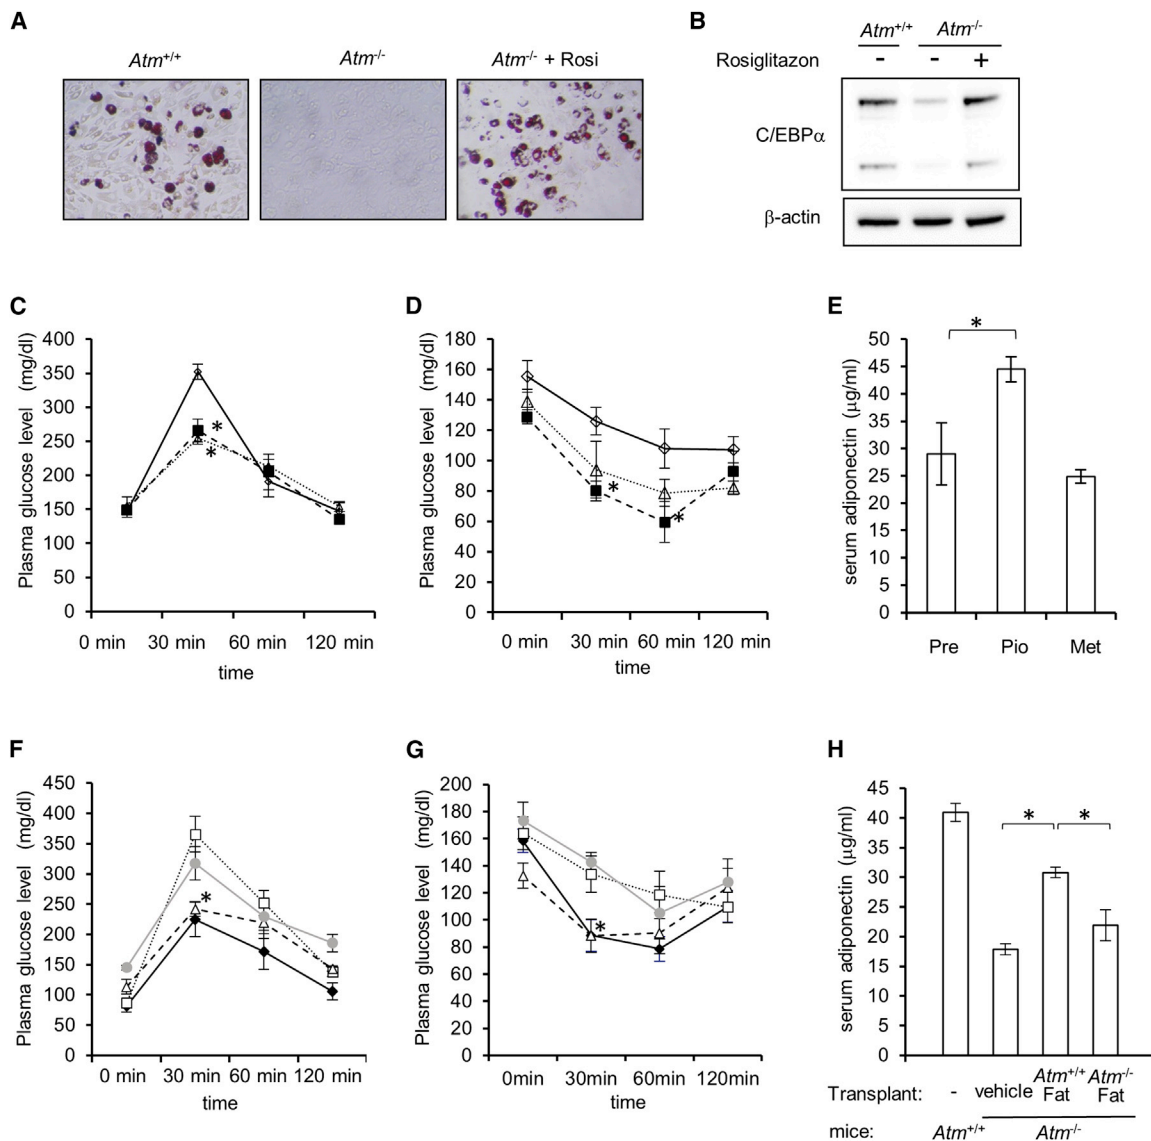 A
Atm+/+
Atm-/-
Atm-/- + Rosi
B
Atm+/+ Atm-/-
Rosiglitazon - - +
C/EBPα
β-actin
C
Plasma glucose level (mg/dl)
400
350
300
250
200
150
100
50
0
*
*
0 min 30 min 60 min 120 min
time
D
Plasma glucose level (mg/dl)
180
160
140
120
100
80
60
40
20
0
*
*
0 min 30 min 60 min 120 min
time
E
serum adiponectin (μg/ml)
50
45
40
35
30
25
20
15
10
5
0
*
Pre Pio Met
F
Plasma glucose level (mg/dl)
450
400
350
300
250
200
150
100
50
0
*
0 min 30 min 60 min 120 min
time
G
Plasma glucose level (mg/dl)
200
180
160
140
120
100
80
60
40
20
0
*
0min 30min 60min 120min
time
H
serum adiponectin (μg/ml)
45
40
35
30
25
20
15
10
5
0
* *
Transplant: - vehicle Atm+/+ Fat Atm-/- Fat
mice: Atm+/+ Atm-/-